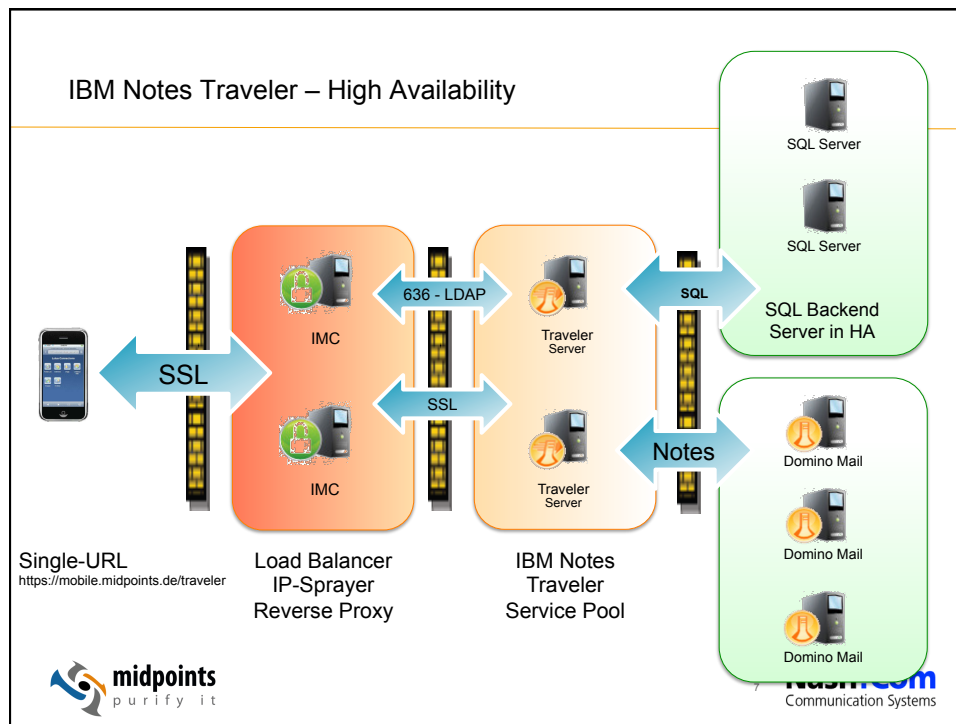 IBM Notes Traveler – High Availability
SQL Server
SQL Server
SQL Backend
Server in HA
636 - LDAP
SQL
IMC
Traveler
Server
SSL
SSL
Notes
IMC
Traveler
Server
Domino Mail
Domino Mail
Domino Mail
Single-URL
https://mobile.midpoints.de/traveler
Load Balancer
IP-Sprayer
Reverse Proxy
IBM Notes
Traveler
Service Pool
midpoints
purify it
7
Communication Systems